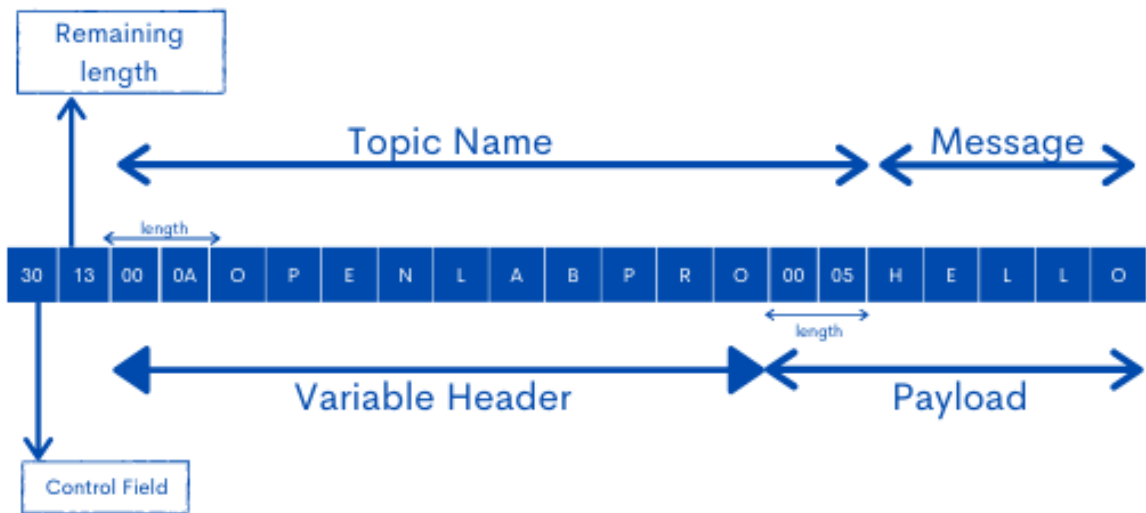 Remaining
length
Topic Name
Message
length
30 13 00 0A O P E N L A B P R O 00 05 H E L L O
length
Variable Header
Payload
Control Field